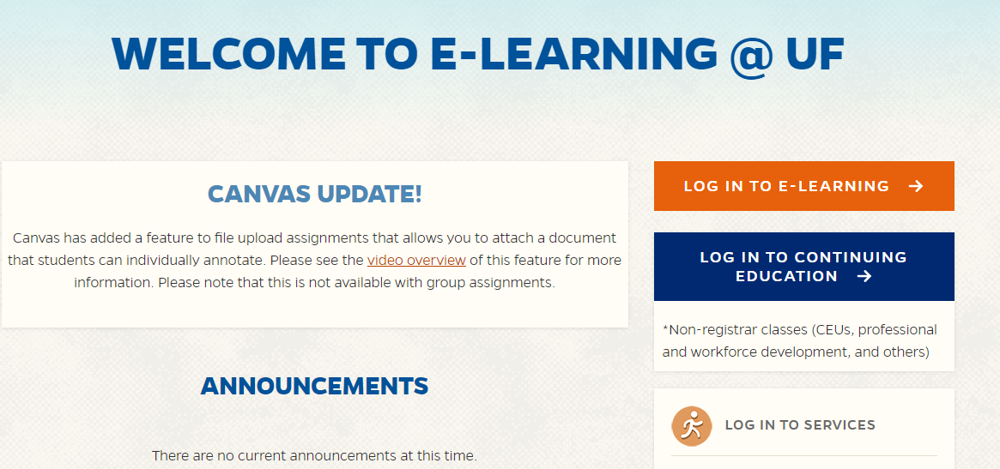 WELCOME TO E-LEARNING @ UF
CANVAS UPDATE!
Canvas has added a feature to file upload assignments that allows you to attach a document
that students can individually annotate. Please see the video overview of this feature for more
information. Please note that this is not available with group assignments.
ANNOUNCEMENTS
There are no current announcements at this time.
LOG IN TO E-LEARNING
LOG IN TO CONTINUING
EDUCATION
*Non-registrar classes (CEUs, professional
and workforce development, and others)
LOG IN TO SERVICES